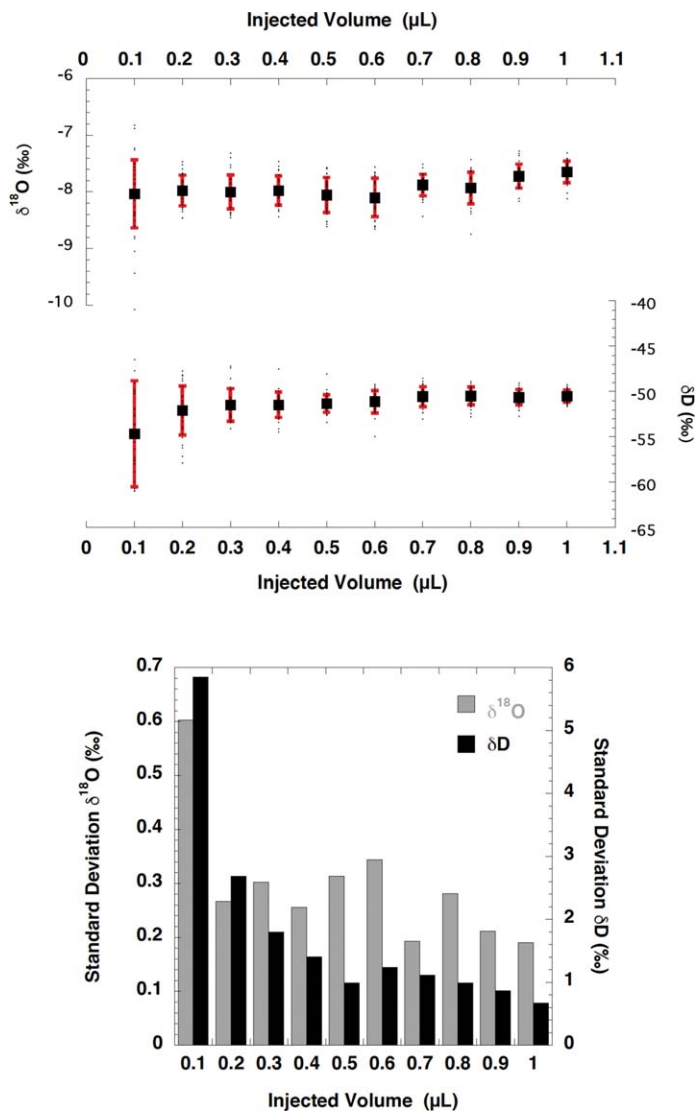 Injected Volume (µL)
0 0.1 0.2 0.3 0.4 0.5 0.6 0.7 0.8 0.9 1 1.1
-6
-7
-8
-9
-10
δ¹⁸O (‰)
-40
-45
-50
-55
-60
-65
δD (‰)
0 0.1 0.2 0.3 0.4 0.5 0.6 0.7 0.8 0.9 1 1.1
Injected Volume (µL)
0.7
0.6
0.5
0.4
0.3
0.2
0.1
0
Standard Deviation δ¹⁸O (‰)
δ¹⁸O
δD
6
5
4
3
2
1
0
Standard Deviation δD (‰)
0.1 0.2 0.3 0.4 0.5 0.6 0.7 0.8 0.9 1
Injected Volume (µL)